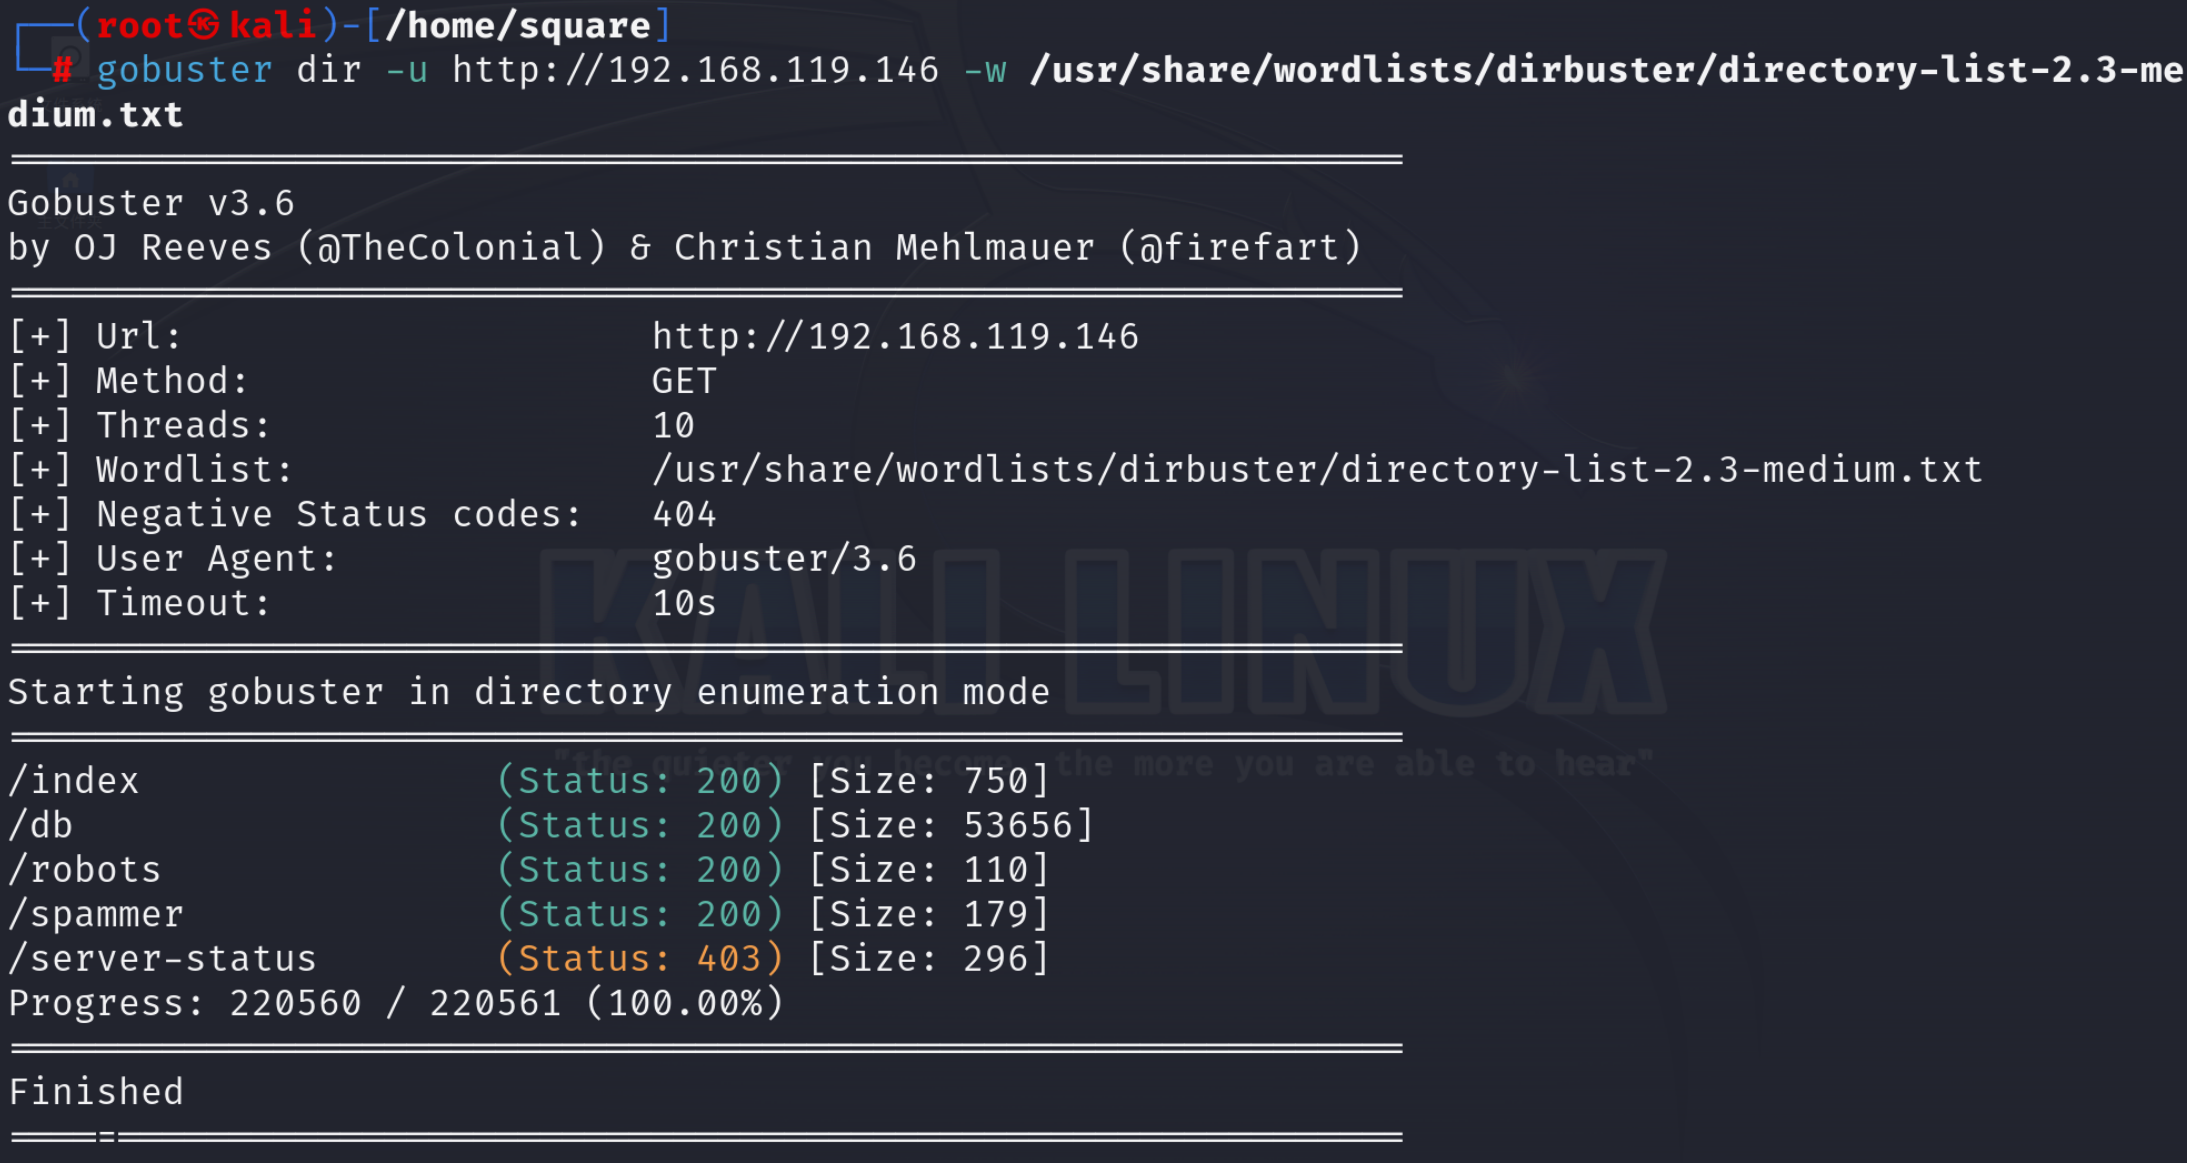 (root㉿kali)-[/home/square]
# gobuster dir -u http://192.168.119.146 -w /usr/share/wordlists/dirbuster/directory-list-2.3-me
dium.txt
===============================================================
Gobuster v3.6
by OJ Reeves (@TheColonial) & Christian Mehlmauer (@firefart)
===============================================================
[+] Url:                     http://192.168.119.146
[+] Method:                  GET
[+] Threads:                 10
[+] Wordlist:                /usr/share/wordlists/dirbuster/directory-list-2.3-medium.txt
[+] Negative Status codes:   404
[+] User Agent:              gobuster/3.6
[+] Timeout:                 10s
===============================================================
Starting gobuster in directory enumeration mode
===============================================================
/index                (Status: 200) [Size: 750]
/db                   (Status: 200) [Size: 53656]
/robots               (Status: 200) [Size: 110]
/spammer              (Status: 200) [Size: 179]
/server-status        (Status: 403) [Size: 296]
Progress: 220560 / 220561 (100.00%)
===============================================================
Finished
===============================================================
KALI LINUX
"the quieter you become, the more you are able to hear"